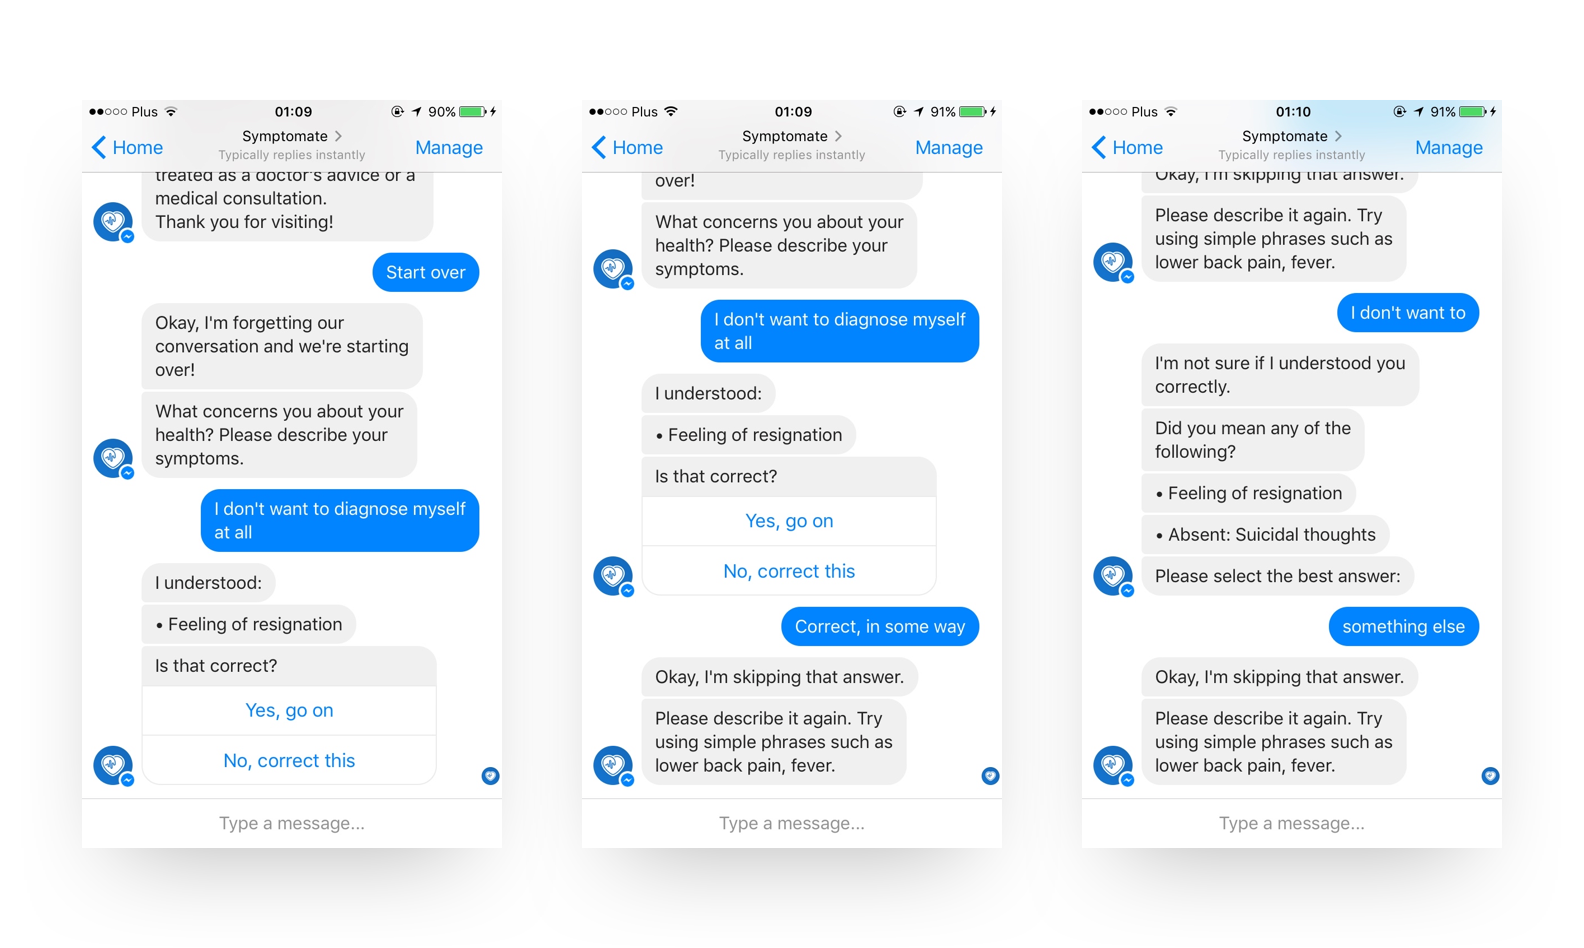 Plus 01:09 90%
Home Symptomate Manage
Typically replies instantly
treated as a doctor's advice or a
medical consultation.
Thank you for visiting!
Start over
Okay, I'm forgetting our
conversation and we're starting
over!
What concerns you about your
health? Please describe your
symptoms.
I don't want to diagnose myself
at all
I understood:
• Feeling of resignation
Is that correct?
Yes, go on
No, correct this
Type a message...
Plus 01:09 91%
Home Symptomate Manage
Typically replies instantly
over!
What concerns you about your
health? Please describe your
symptoms.
I don't want to diagnose myself
at all
I understood:
• Feeling of resignation
Is that correct?
Yes, go on
No, correct this
Correct, in some way
Okay, I'm skipping that answer.
Please describe it again. Try
using simple phrases such as
lower back pain, fever.
Type a message...
Plus 01:10 91%
Home Symptomate Manage
Typically replies instantly
Okay, I'm skipping that answer.
Please describe it again. Try
using simple phrases such as
lower back pain, fever.
I don't want to
I'm not sure if I understood you
correctly.
Did you mean any of the
following?
• Feeling of resignation
• Absent: Suicidal thoughts
Please select the best answer:
something else
Okay, I'm skipping that answer.
Please describe it again. Try
using simple phrases such as
lower back pain, fever.
Type a message...